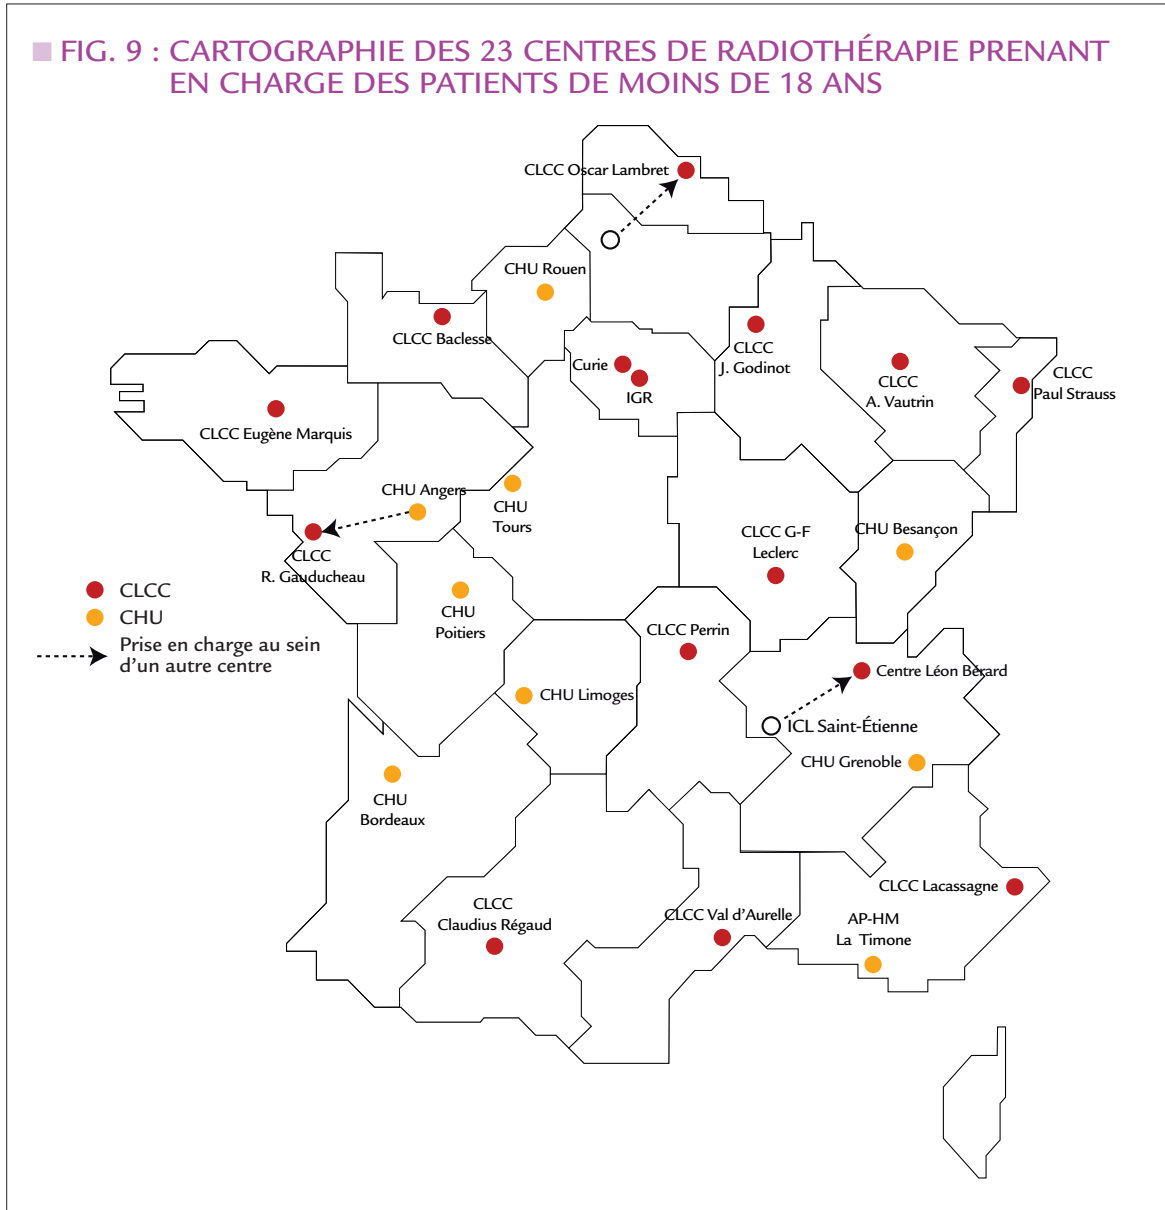 FIG. 9 : CARTOGRAPHIE DES 23 CENTRES DE RADIOTHÉRAPIE PRENANT
EN CHARGE DES PATIENTS DE MOINS DE 18 ANS
CLCC Oscar Lambret
CHU Rouen
CLCC Baclesse
Curie
IGR
CLCC
J. Godinot
CLCC
A. Vautrin
CLCC
Paul Strauss
CLCC Eugène Marquis
CHU Angers
CHU
Tours
CLCC
R. Gauducheau
CLCC G-F
Leclerc
CHU Besançon
CLCC
CHU
Prise en charge au sein
d'un autre centre
CHU
Poitiers
CLCC Perrin
CHU Limoges
Centre Léon Bérard
ICL Saint-Étienne
CHU Grenoble
CHU
Bordeaux
CLCC
Claudius Régaud
CLCC Val d'Aurelle
CLCC Lacassagne
AP-HM
La Timone